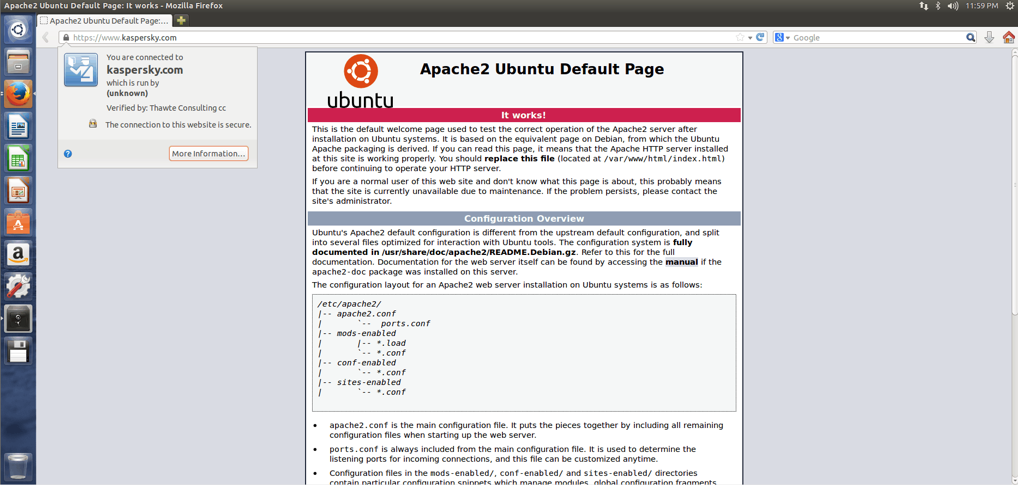 Apache2 Ubuntu Default Page: It works - Mozilla Firefox
11:59 PM
Apache2 Ubuntu Default Page:...
https://www.kaspersky.com
Google
You are connected to
kaspersky.com
which is run by
(unknown)
Verified by: Thawte Consulting cc
The connection to this website is secure.
More Information...
ubuntu
Apache2 Ubuntu Default Page
It works!
This is the default welcome page used to test the correct operation of the Apache2 server after
installation on Ubuntu systems. It is based on the equivalent page on Debian, from which the Ubuntu
Apache packaging is derived. If you can read this page, it means that the Apache HTTP server installed
at this site is working properly. You should replace this file (located at /var/www/html/index.html)
before continuing to operate your HTTP server.
If you are a normal user of this web site and don't know what this page is about, this probably means
that the site is currently unavailable due to maintenance. If the problem persists, please contact the
site's administrator.
Configuration Overview
Ubuntu's Apache2 default configuration is different from the upstream default configuration, and split
into several files optimized for interaction with Ubuntu tools. The configuration system is fully
documented in /usr/share/doc/apache2/README.Debian.gz. Refer to this for the full
documentation. Documentation for the web server itself can be found by accessing the manual if the
apache2-doc package was installed on this server.
The configuration layout for an Apache2 web server installation on Ubuntu systems is as follows:
/etc/apache2/
|-- apache2.conf
|       `--  ports.conf
|-- mods-enabled
|       |-- *.load
|       `-- *.conf
|-- conf-enabled
|       `-- *.conf
|-- sites-enabled
|       `-- *.conf
• apache2.conf is the main configuration file. It puts the pieces together by including all remaining
configuration files when starting up the web server.
• ports.conf is always included from the main configuration file. It is used to determine the
listening ports for incoming connections, and this file can be customized anytime.
• Configuration files in the mods-enabled/, conf-enabled/ and sites-enabled/ directories
contain particular configuration snippets which manage modules, global configuration fragments,